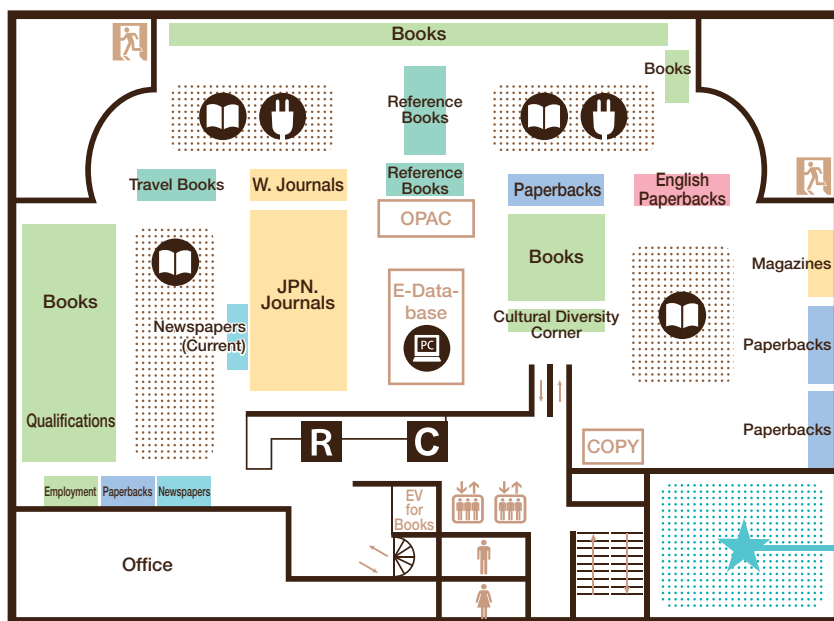 Books
Books
Reference
Books
Travel Books
W. Journals
Reference
Books
Paperbacks
English
Paperbacks
OPAC
Books
JPN.
Journals
E-Data-
base
PC
Books
Magazines
Newspapers
(Current)
Cultural Diversity
Corner
Paperbacks
Qualifications
R
C
COPY
Paperbacks
Employment
Paperbacks
Newspapers
EV
for
Books
Office